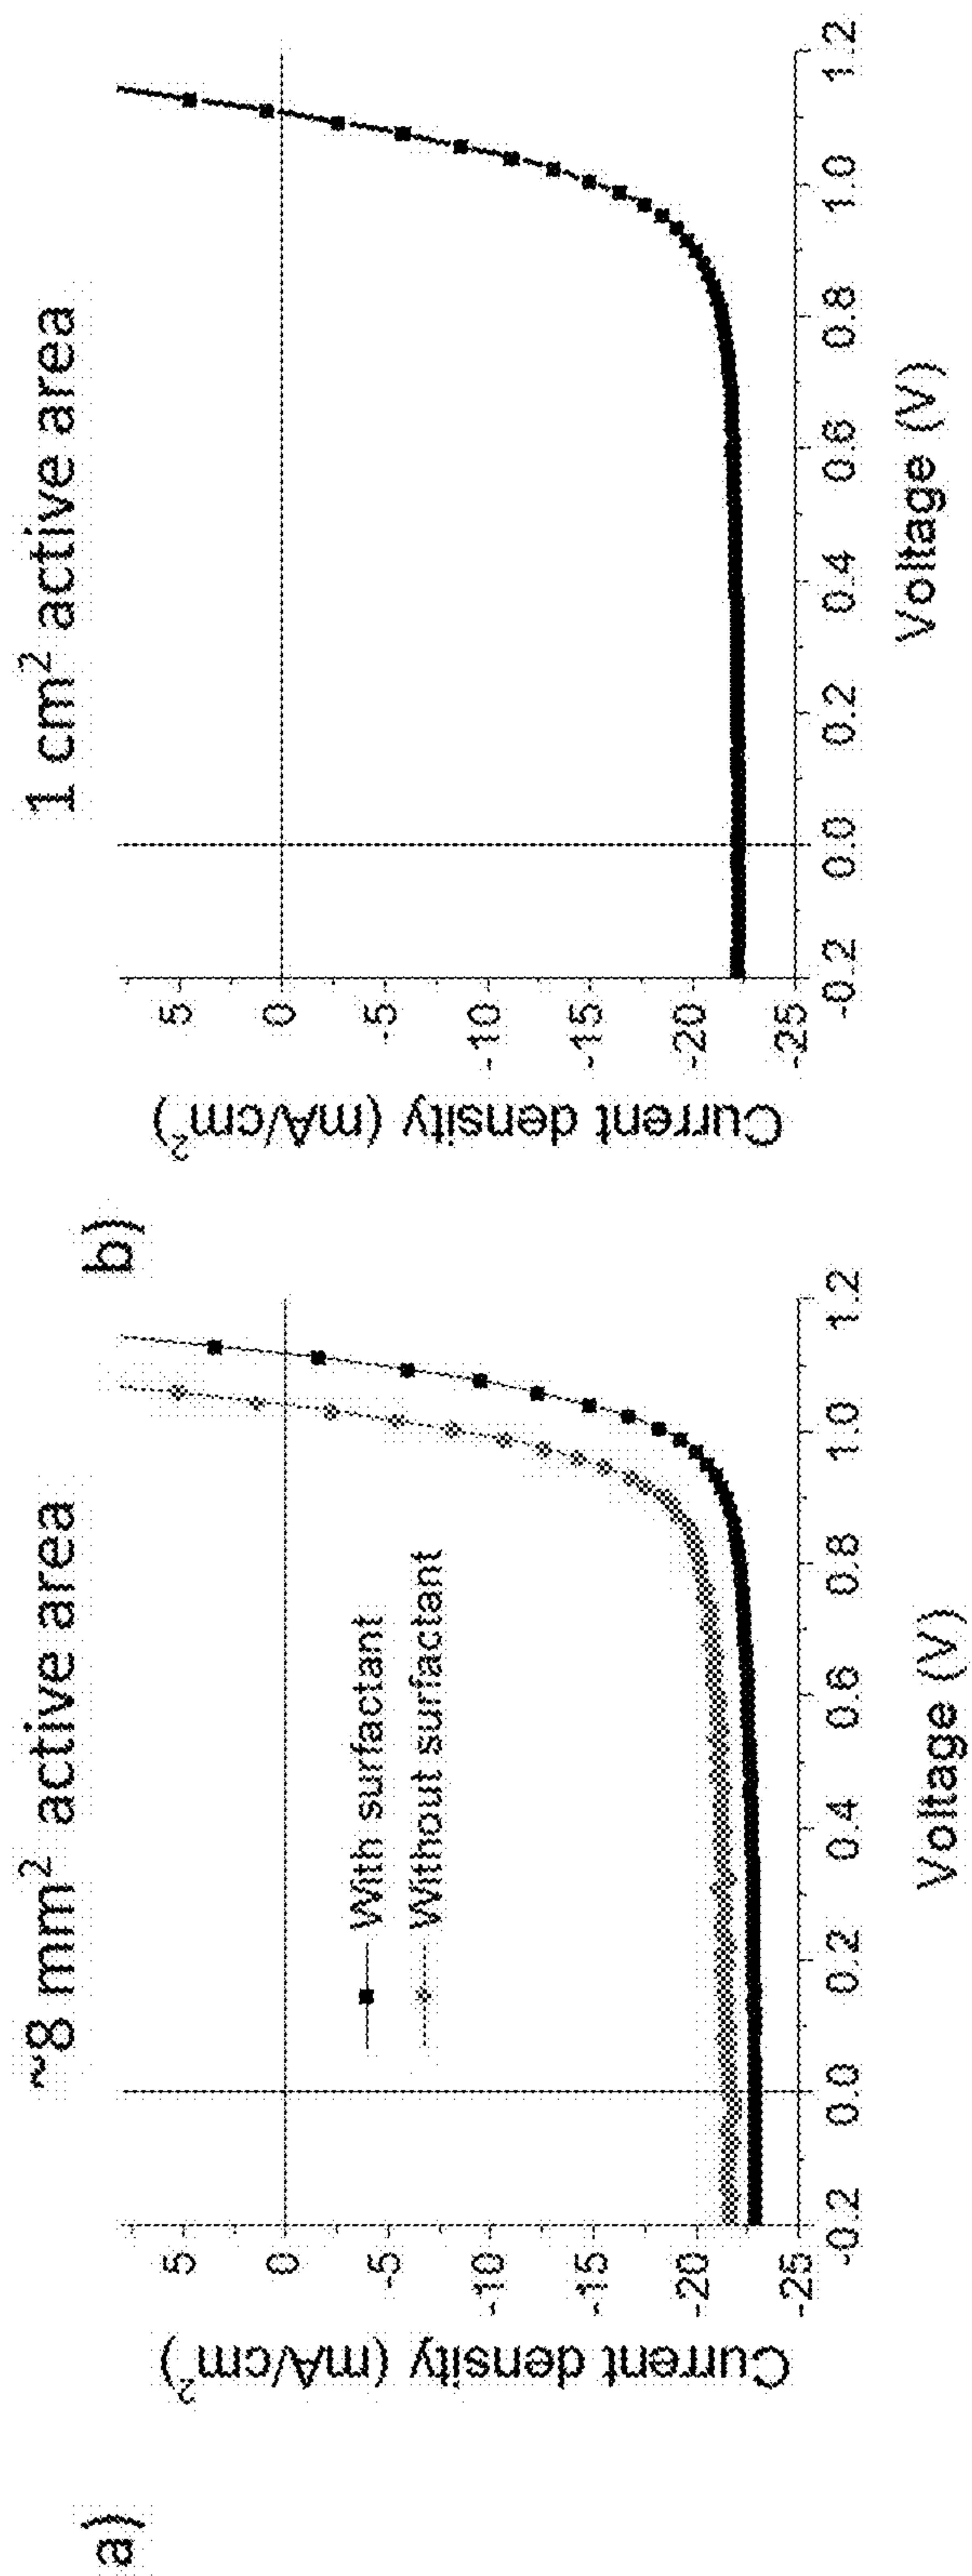 a)
~8 mm² active area
With surfactant
Without surfactant
Current density (mA/cm²)
5
0
-5
-10
-15
-20
-25
-0.2 0.0 0.2 0.4 0.6 0.8 1.0 1.2
Voltage (V)
b)
1 cm² active area
Current density (mA/cm²)
5
0
-5
-10
-15
-20
-25
-0.2 0.0 0.2 0.4 0.6 0.8 1.0 1.2
Voltage (V)